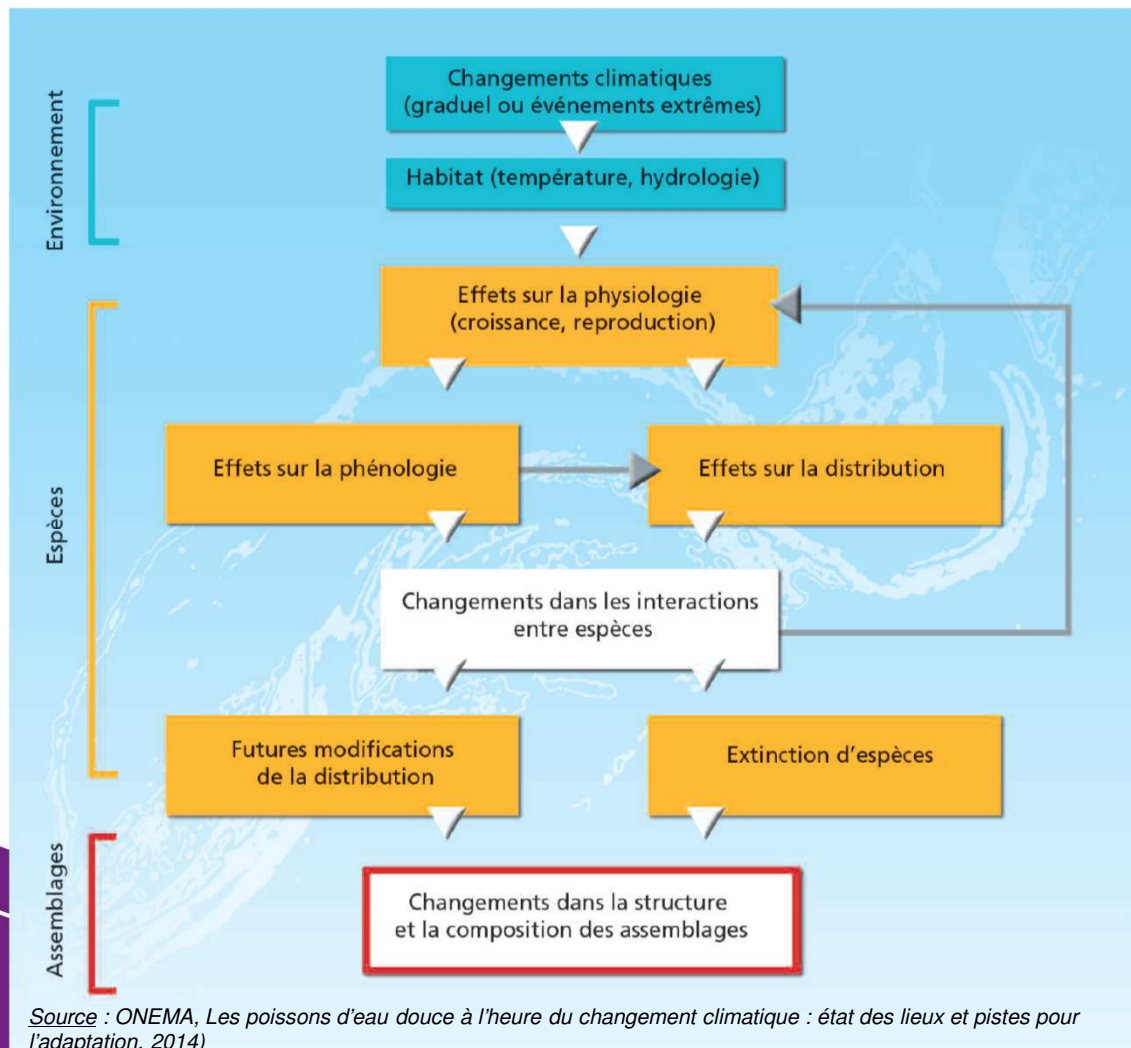 Environnement
Changements climatiques
(graduel ou événements extrêmes)
Habitat (température, hydrologie)
Espèces
Effets sur la physiologie
(croissance, reproduction)
Effets sur la phénologie
Effets sur la distribution
Changements dans les interactions
entre espèces
Futures modifications
de la distribution
Extinction d'espèces
Assemblages
Changements dans la structure
et la composition des assemblages
Source : ONEMA, Les poissons d'eau douce à l'heure du changement climatique : état des lieux et pistes pour
l'adaptation, 2014)